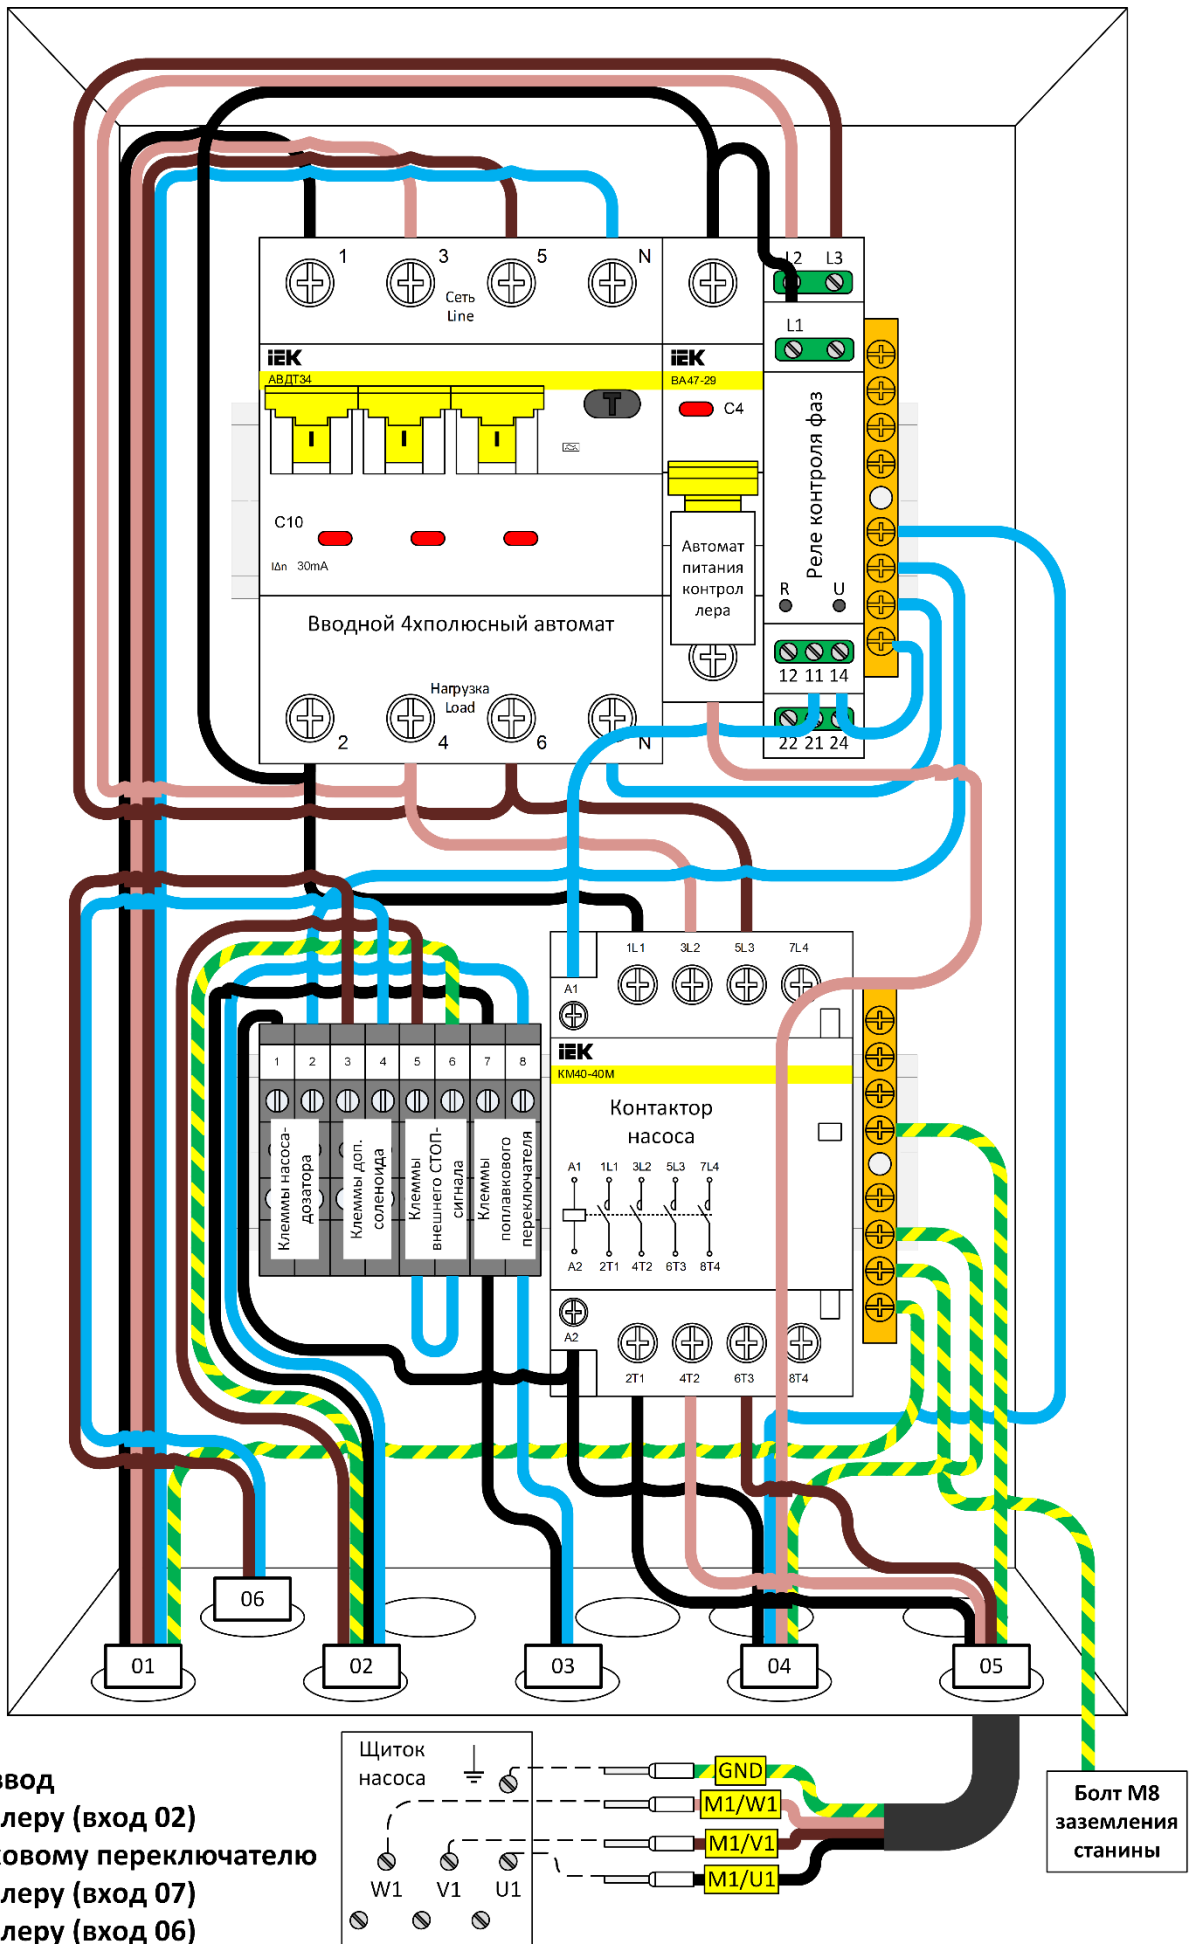 1
3
5
N
L2 L3
Сеть
Line
L1
IEK
АВДТ34
T
IEK
ВА47-29
C4
I
I
I
C10
IΔn 30mA
Автомат
питания
контрол
лера
Реле контроля фаз
R
U
Вводной 4хполюсный автомат
12 11 14
Нагрузка
Load
2
4
6
N
22 21 24
1L1
3L2
5L3
7L4
A1
1
2
3
4
5
6
7
8
IEK
КМ40-40М
Контактор
насоса
Клеммы насоса-
дозатора
Клеммы доп.
соленоида
Клеммы
внешнего СТОП-
сигнала
Клеммы
поплавкового
переключателя
A1 1L1 3L2 5L3 7L4
A2 2T1 4T2 6T3 8T4
A2
2T1
4T2
6T3
8T4
06
01
02
03
04
05
Щиток
насоса
GND
M1/W1
M1/V1
M1/U1
W1
V1
U1
Болт М8
заземления
станины
ввод
леру (вход 02)
ковому переключателю
леру (вход 07)
леру (вход 06)